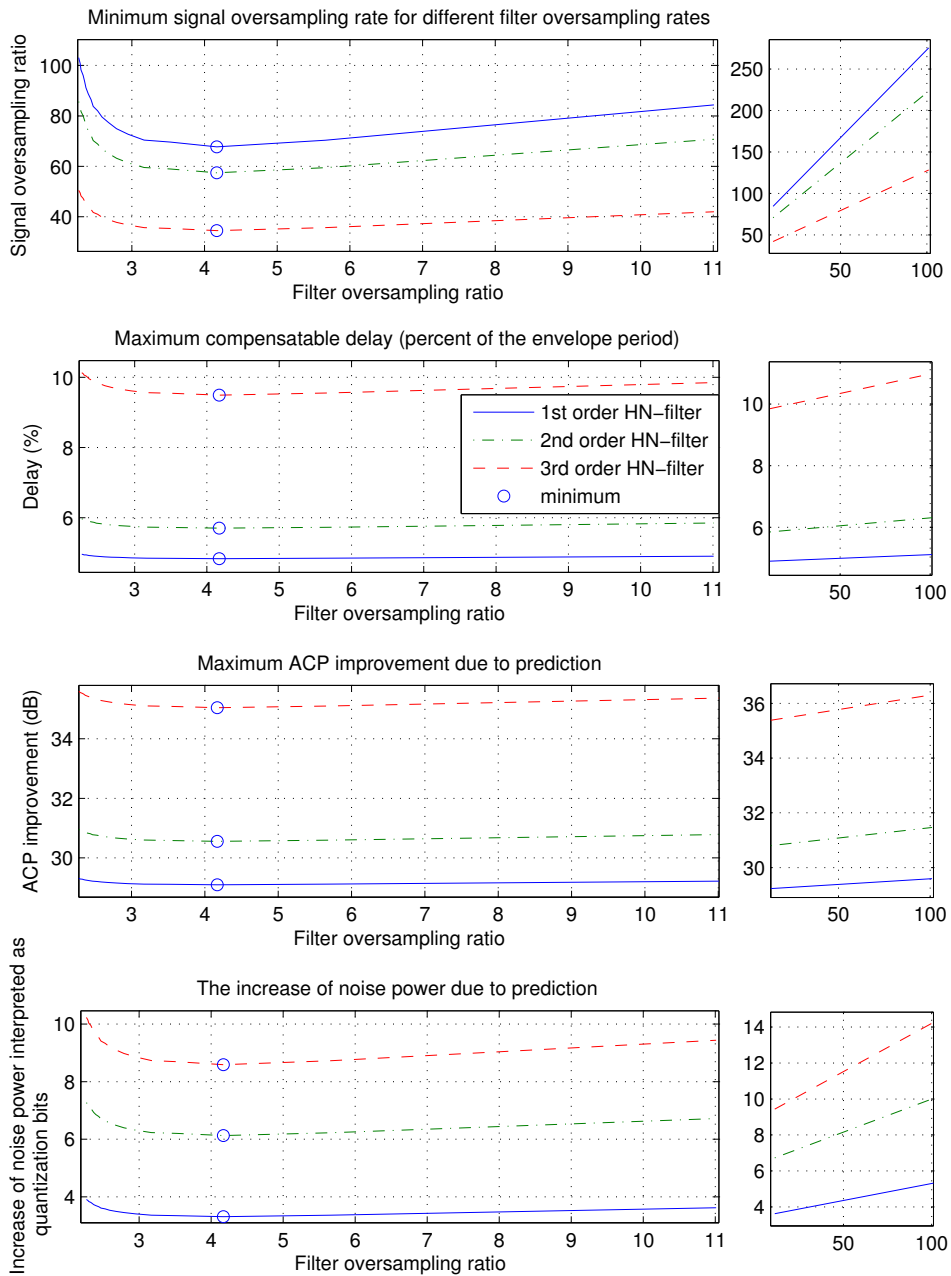 Minimum signal oversampling rate for different filter oversampling rates
Signal oversampling ratio
100
80
60
40
3 4 5 6 7 8 9 10 11
Filter oversampling ratio
250
200
150
100
50
50 100
Maximum compensatable delay (percent of the envelope period)
Delay (%)
10
8
6
3 4 5 6 7 8 9 10 11
Filter oversampling ratio
1st order HN−filter
2nd order HN−filter
3rd order HN−filter
minimum
10
8
6
50 100
Maximum ACP improvement due to prediction
ACP improvement (dB)
34
32
30
3 4 5 6 7 8 9 10 11
Filter oversampling ratio
36
34
32
30
50 100
The increase of noise power due to prediction
Increase of noise power interpreted as
quantization bits
10
8
6
4
3 4 5 6 7 8 9 10 11
Filter oversampling ratio
14
12
10
8
6
4
50 100